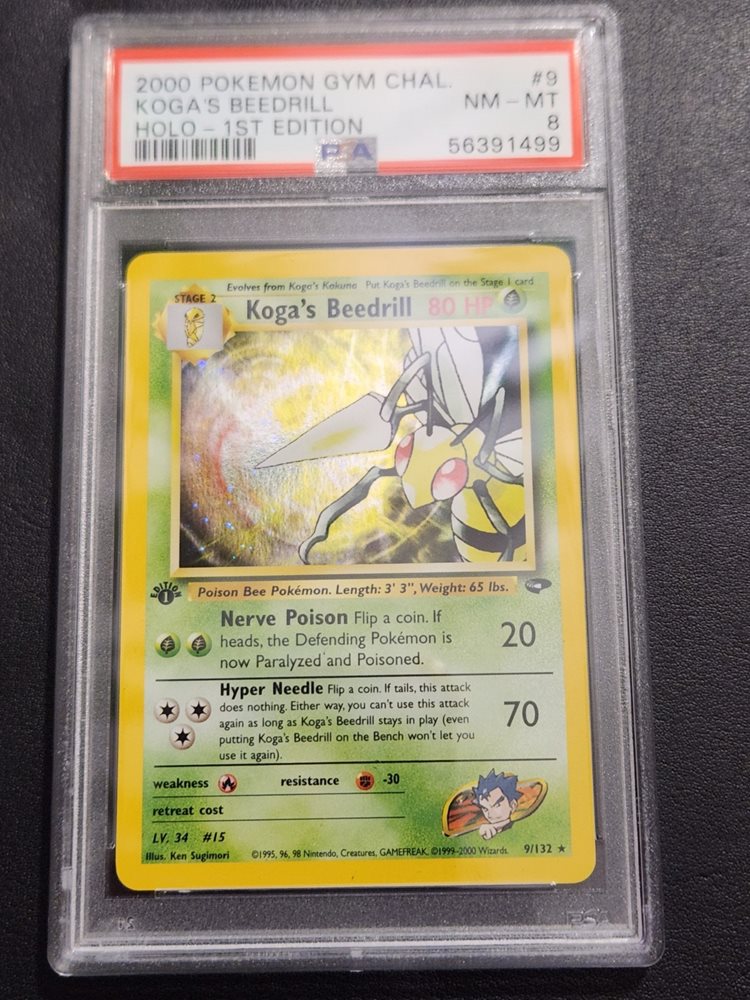 2000 POKEMON GYM CHAL. #9
KOGA'S BEEDRILL NM - MT
HOLO - 1ST EDITION 8
PSA 56391499
Evolves from Koga's Kakuna Put Koga's Beedrill on the Stage 1 card
STAGE 2
Koga's Beedrill 80 HP
EDITION
1
Poison Bee Pokémon. Length: 3' 3", Weight: 65 lbs.
Nerve Poison Flip a coin. If
heads, the Defending Pokémon is 20
now Paralyzed and Poisoned.
Hyper Needle Flip a coin. If tails, this attack
does nothing. Either way, you can't use this attack
again as long as Koga's Beedrill stays in play (even 70
putting Koga's Beedrill on the Bench won't let you
use it again).
weakness resistance -30
retreat cost
LV. 34 #15
Illus. Ken Sugimori ©1995, 96, 98 Nintendo, Creatures, GAMEFREAK. ©1999-2000 Wizards. 9/132 ★